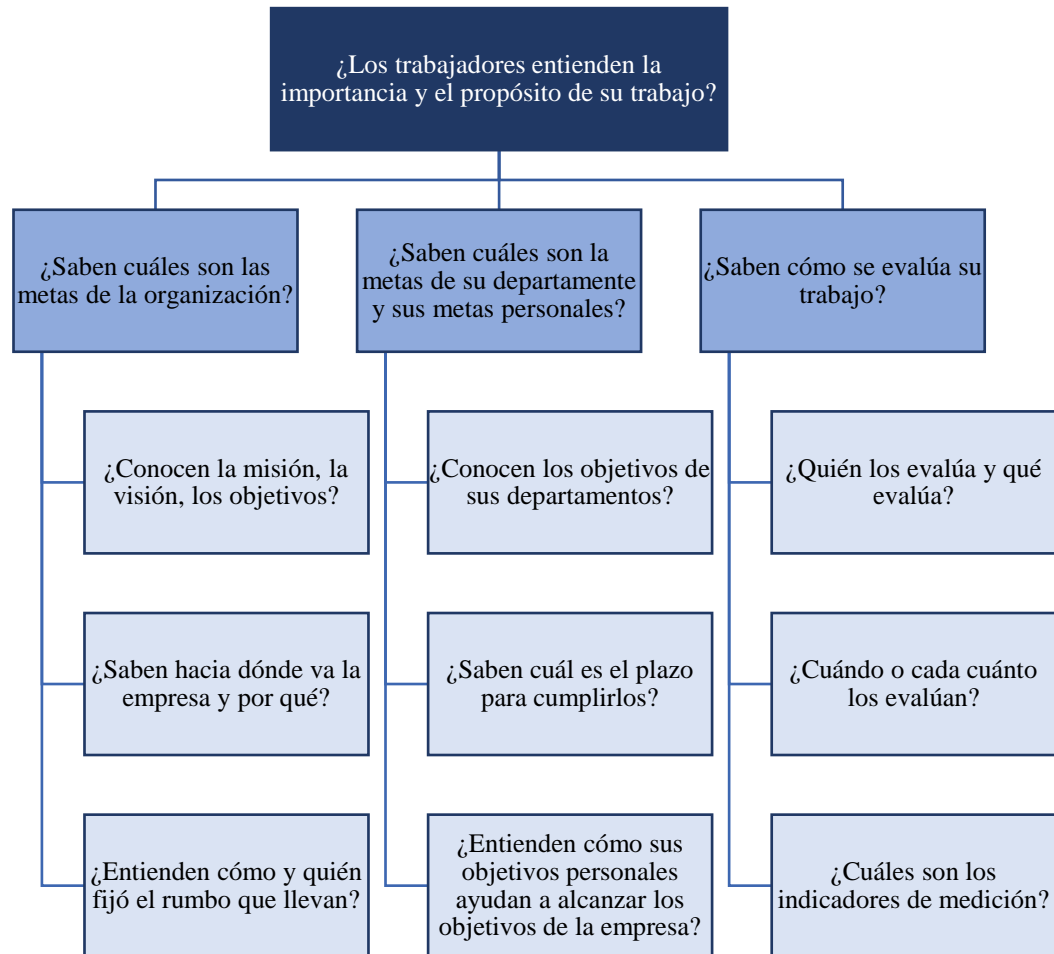 ¿Los trabajadores entienden la
importancia y el propósito de su trabajo?
¿Saben cuáles son las
metas de la organización?
¿Conocen la misión, la
visión, los objetivos?
¿Saben hacia dónde va la
empresa y por qué?
¿Entienden cómo y quién
fijó el rumbo que llevan?
¿Saben cuáles son la
metas de su departamente
y sus metas personales?
¿Conocen los objetivos de
sus departamentos?
¿Saben cuál es el plazo
para cumplirlos?
¿Entienden cómo sus
objetivos personales
ayudan a alcanzar los
objetivos de la empresa?
¿Saben cómo se evalúa su
trabajo?
¿Quién los evalúa y qué
evalúa?
¿Cuándo o cada cuánto
los evalúan?
¿Cuáles son los
indicadores de medición?